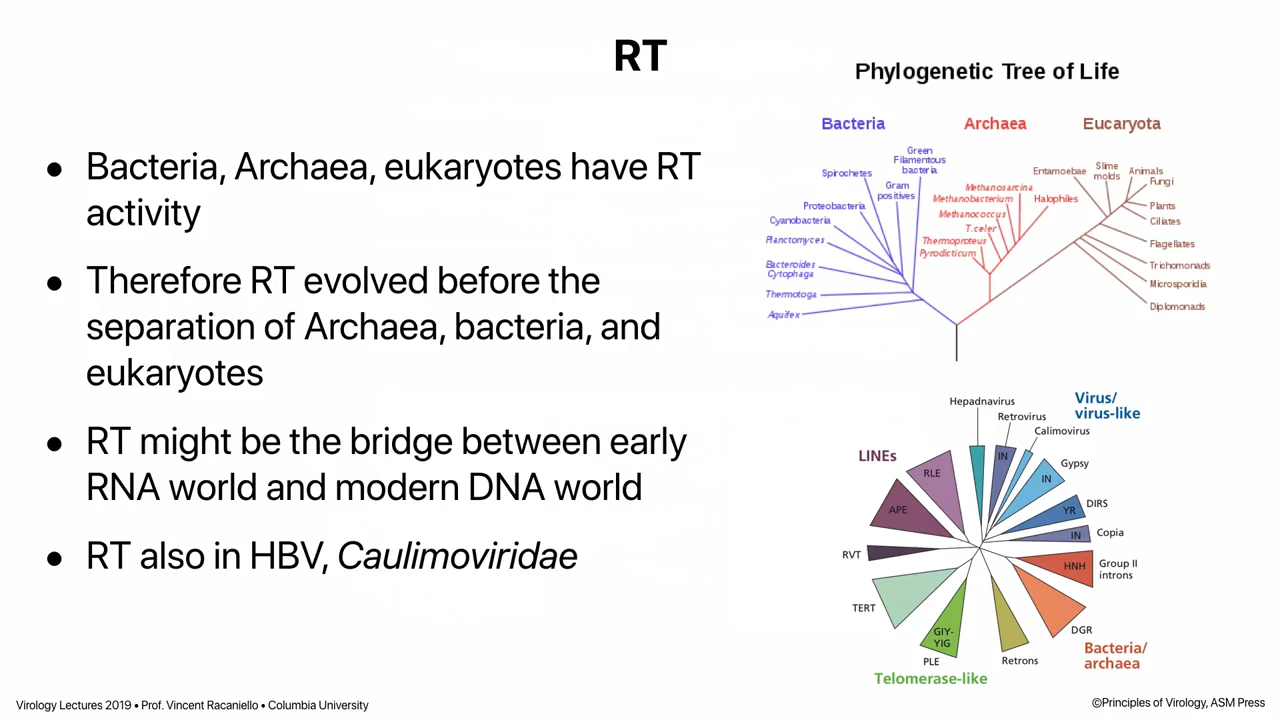 RT
• Bacteria, Archaea, eukaryotes have RT
activity
• Therefore RT evolved before the
separation of Archaea, bacteria, and
eukaryotes
• RT might be the bridge between early
RNA world and modern DNA world
• RT also in HBV, Caulimoviridae
Phylogenetic Tree of Life
Bacteria
Archaea
Eucaryota
Green
Filamentous
bacteria
Spirochetes
Gram
positives
Proteobacteria
Cyanobacteria
Planctomyces
Bacteroides
Cytophaga
Thermotoga
Aquifex
Methanosarcina
Methanobacterium
Halophiles
Methanococcus
T.celer
Thermoproteus
Pyrodicticum
Entamoebae
Slime
molds
Animals
Fungi
Plants
Ciliates
Flagellates
Trichomonads
Microsporidia
Diplomonads
Virus/
virus-like
Hepadnavirus
Retrovirus
IN
Calimovirus
Gypsy
IN
DIRS
YR
Copia
IN
HNH
Group II
introns
DGR
Bacteria/
archaea
Retrons
GIY-
YIG
PLE
Telomerase-like
TERT
RVT
APE
RLE
LINEs
Virology Lectures 2019 • Prof. Vincent Racaniello • Columbia University
©Principles of Virology, ASM Press